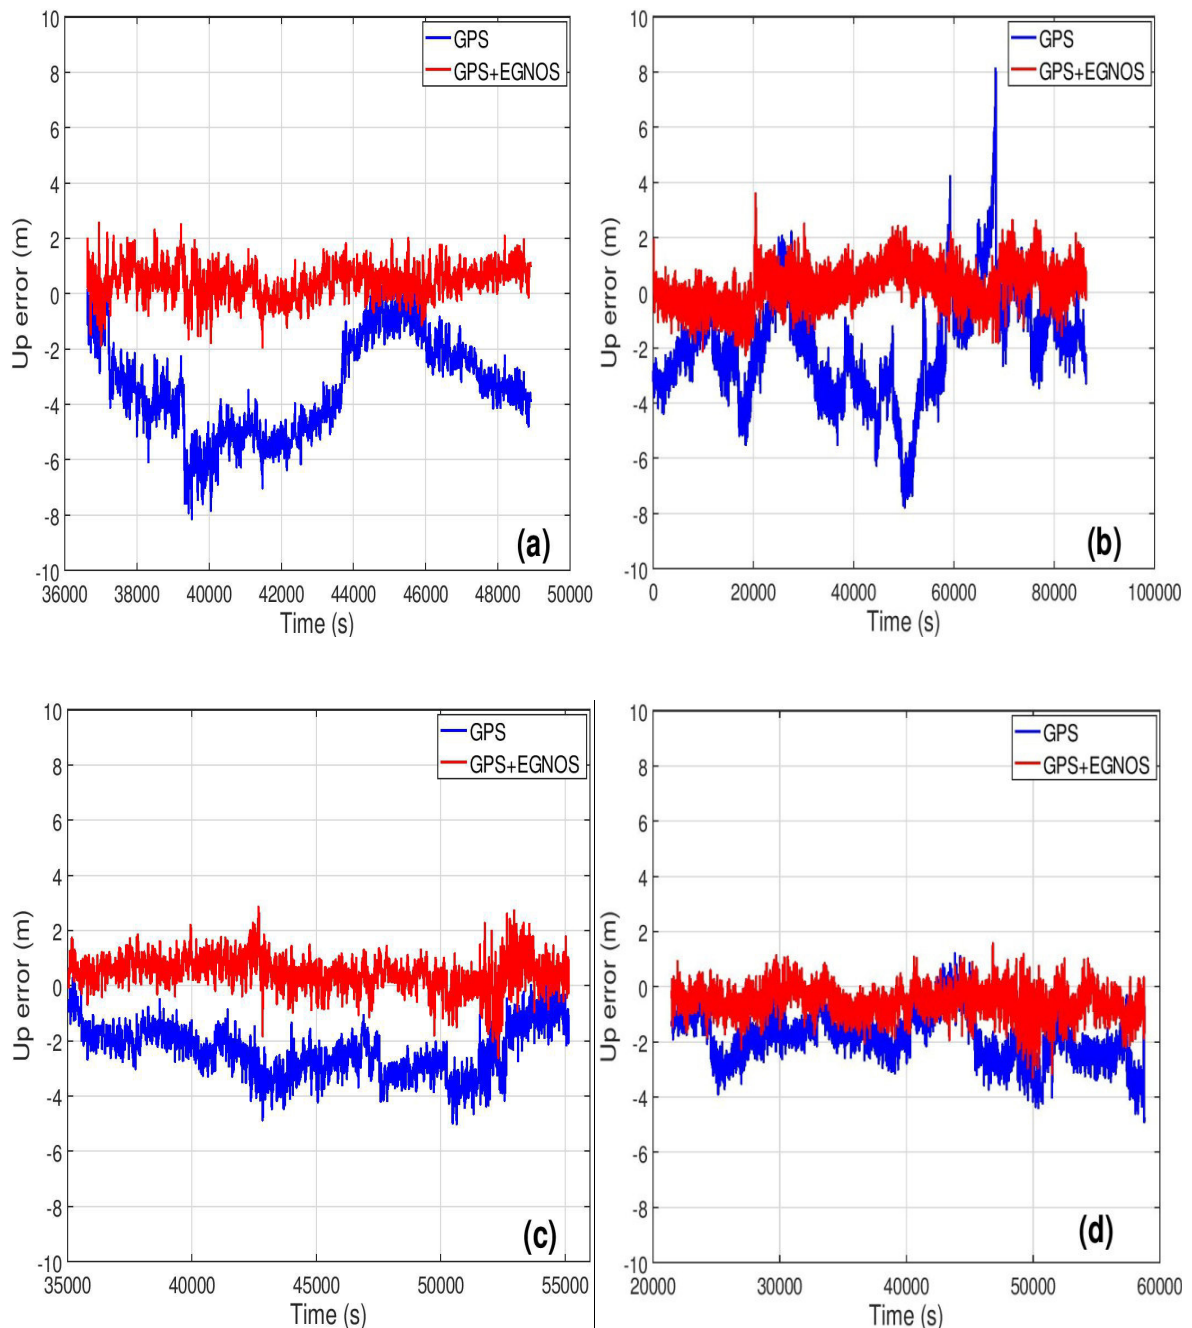 10
8
6
4
2
0
-2
-4
-6
-8
-10
Up error (m)
GPS
GPS+EGNOS
(a)
36000 38000 40000 42000 44000 46000 48000 50000
Time (s)
10
8
6
4
2
0
-2
-4
-6
-8
-10
Up error (m)
GPS
GPS+EGNOS
(b)
0 20000 40000 60000 80000 100000
Time (s)
10
8
6
4
2
0
-2
-4
-6
-8
-10
Up error (m)
GPS
GPS+EGNOS
(c)
35000 40000 45000 50000 55000
Time (s)
10
8
6
4
2
0
-2
-4
-6
-8
-10
Up error (m)
GPS
GPS+EGNOS
(d)
20000 30000 40000 50000 60000
Time (s)